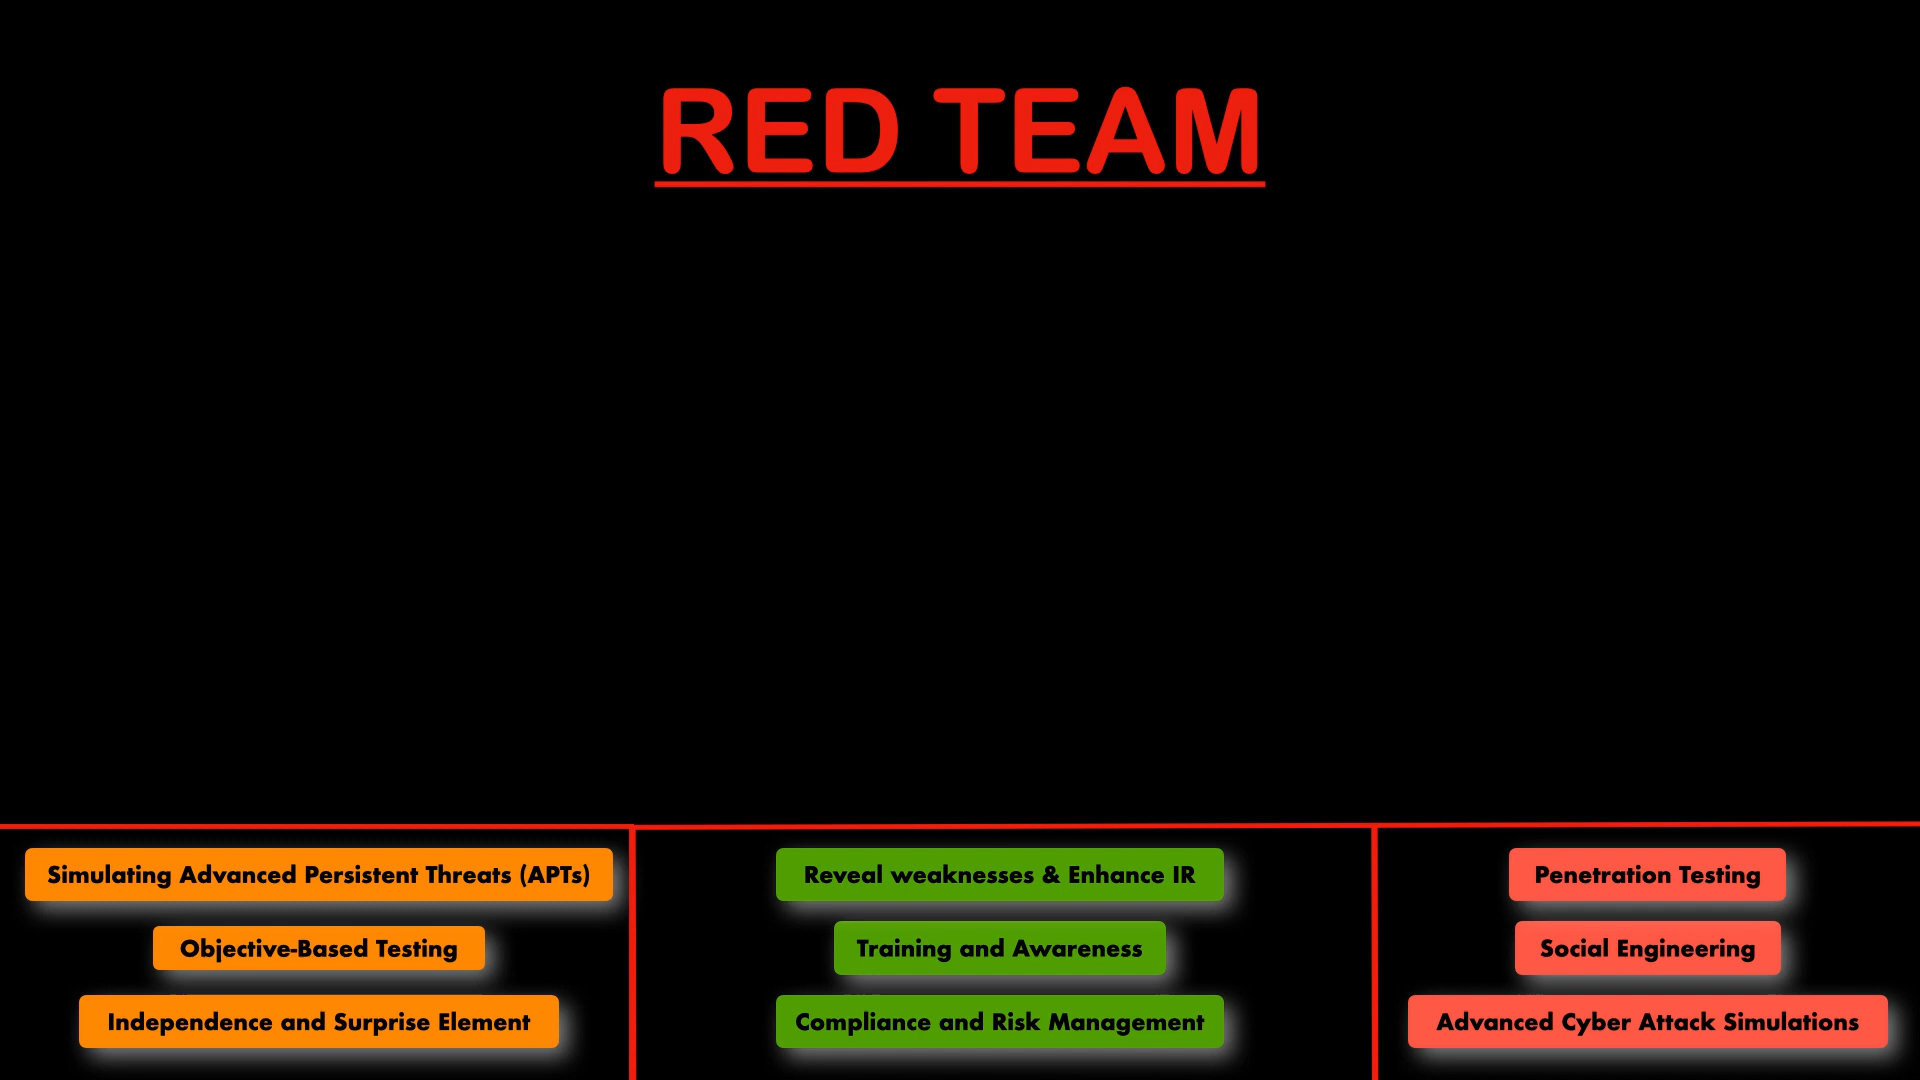 RED TEAM
Simulating Advanced Persistent Threats (APTs)
Objective-Based Testing
Independence and Surprise Element
Reveal weaknesses & Enhance IR
Training and Awareness
Compliance and Risk Management
Penetration Testing
Social Engineering
Advanced Cyber Attack Simulations